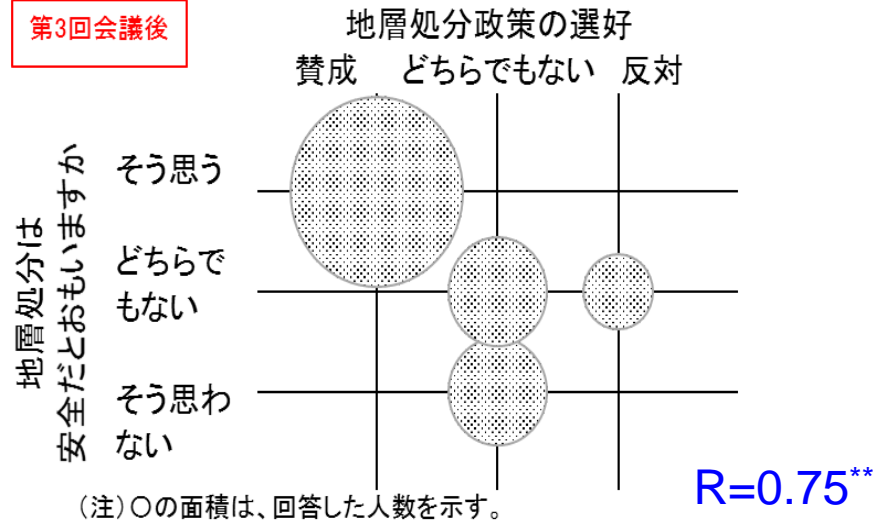 第3回会議後
地層処分政策の選好
賛成 どちらでもない 反対
地層処分は
安全だとおもいますか
そう思う
どちらで
もない
そう思わ
ない
(注)○の面積は、回答した人数を示す。
R=0.75**